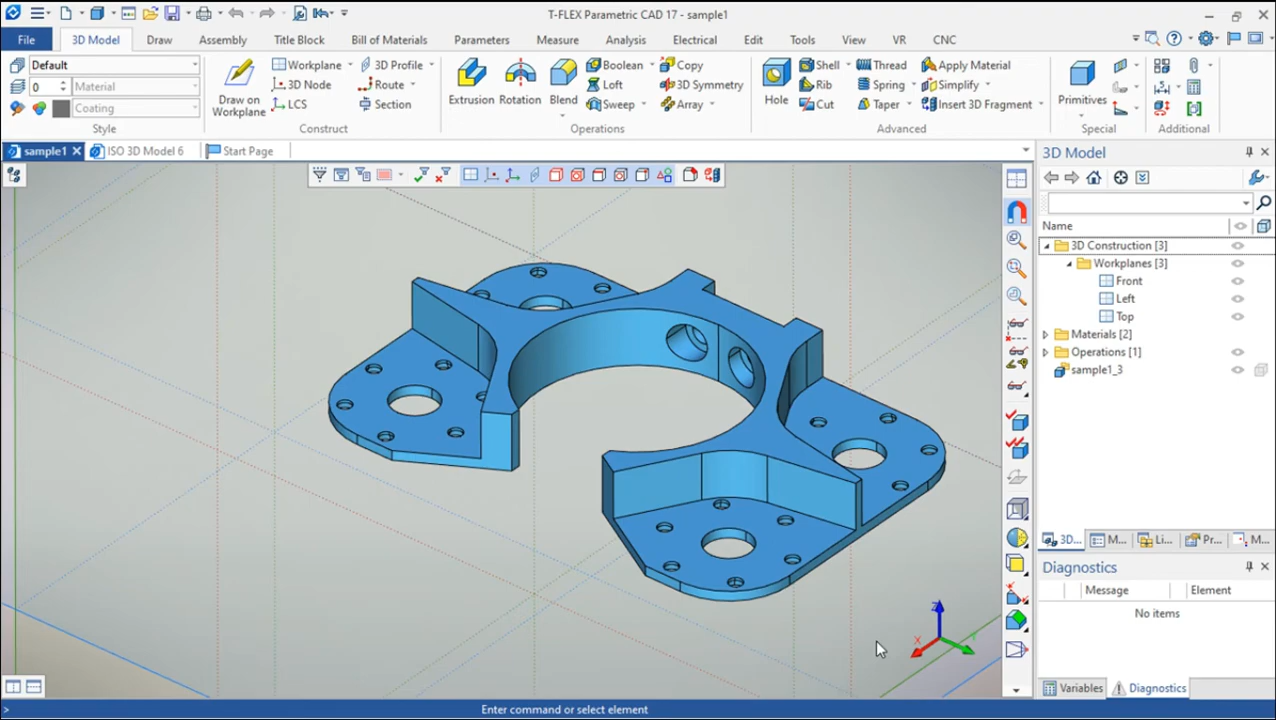 T-FLEX Parametric CAD 17 - sample1
File 3D Model Draw Assembly Title Block Bill of Materials Parameters Measure Analysis Electrical Edit Tools View VR CNC
Default
0 Material
Coating
Style
Draw on
Workplane
Workplane
3D Node
LCS
3D Profile
Route
Section
Construct
Extrusion
Rotation
Blend
Boolean
Loft
Sweep
Copy
3D Symmetry
Array
Operations
Hole
Shell
Rib
Cut
Thread
Spring
Taper
Apply Material
Simplify
Insert 3D Fragment
Advanced
Primitives
Special
Additional
sample1 ISO 3D Model 6 Start Page
3D Model
Name
3D Construction [3]
Workplanes [3]
Front
Left
Top
Materials [2]
Operations [1]
sample1_3
3D... M... Li... Pr... M...
Diagnostics
Message Element
No items
Z
X
Y
Variables Diagnostics
> Enter command or select element